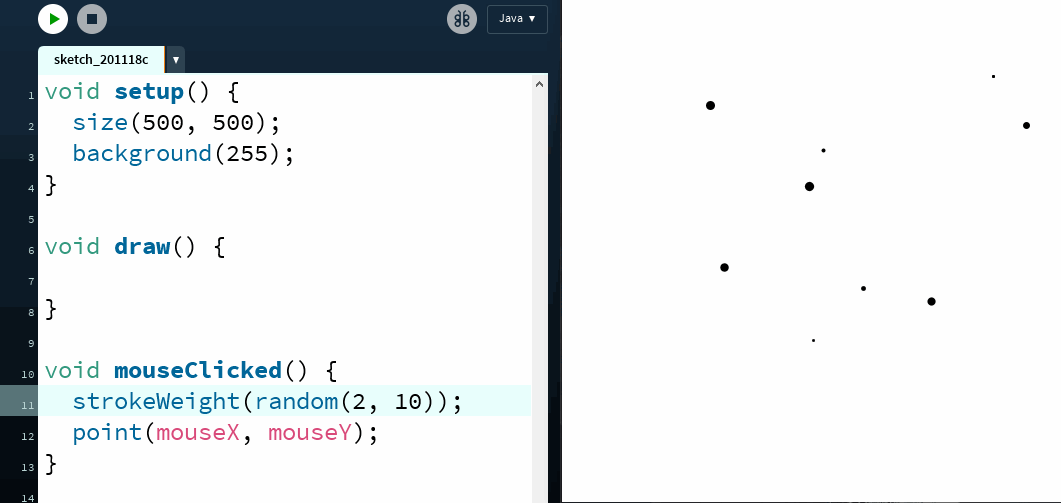 Java ▼
sketch_201118c ▼
1 void setup() {
2   size(500, 500);
3   background(255);
4 }
5
6 void draw() {
7
8 }
9
10 void mouseClicked() {
11   strokeWeight(random(2, 10));
12   point(mouseX, mouseY);
13 }
14